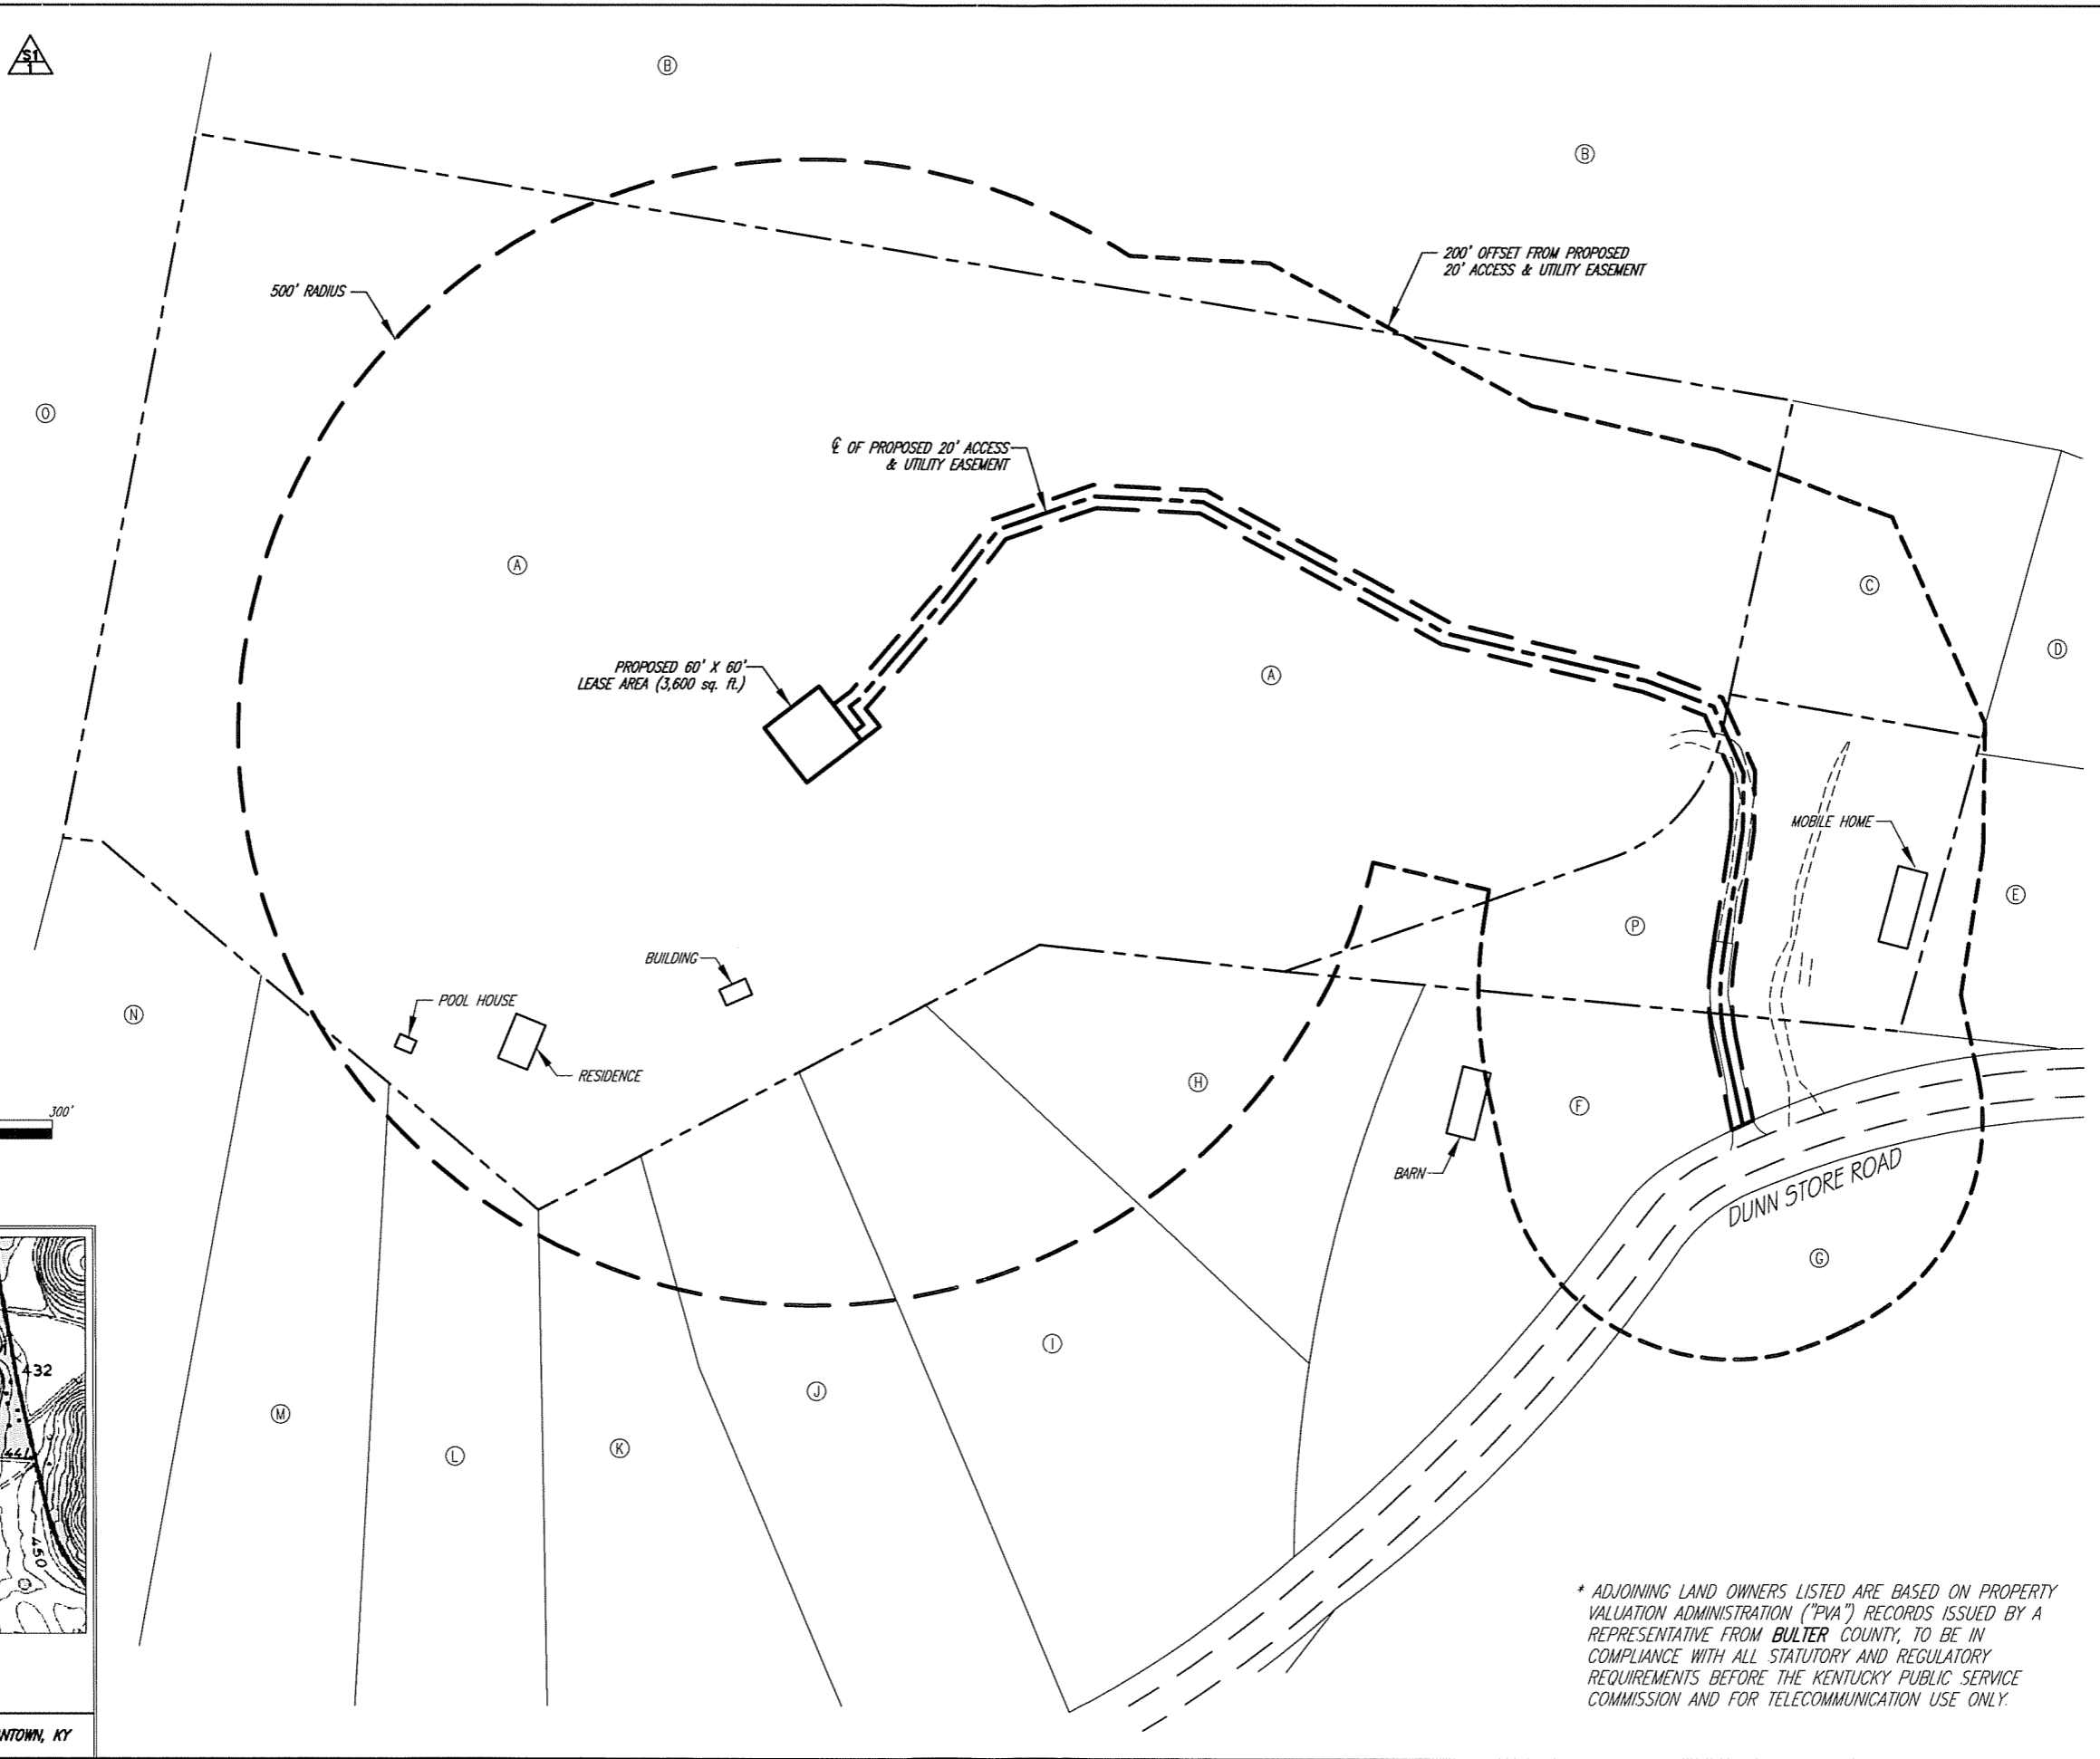 S1
1
B
B
200' OFFSET FROM PROPOSED
20' ACCESS & UTILITY EASEMENT
500' RADIUS
O
℄ OF PROPOSED 20' ACCESS
& UTILITY EASEMENT
A
C
D
PROPOSED 60' X 60'
LEASE AREA (3,600 sq. ft.)
A
MOBILE HOME
E
P
BUILDING
POOL HOUSE
N
RESIDENCE
H
F
300'
BARN
DUNN STORE ROAD
G
I
432
J
M
K
L
441
450
* ADJOINING LAND OWNERS LISTED ARE BASED ON PROPERTY
VALUATION ADMINISTRATION ("PVA") RECORDS ISSUED BY A
REPRESENTATIVE FROM BULTER COUNTY, TO BE IN
COMPLIANCE WITH ALL STATUTORY AND REGULATORY
REQUIREMENTS BEFORE THE KENTUCKY PUBLIC SERVICE
COMMISSION AND FOR TELECOMMUNICATION USE ONLY.
NTOWN, KY